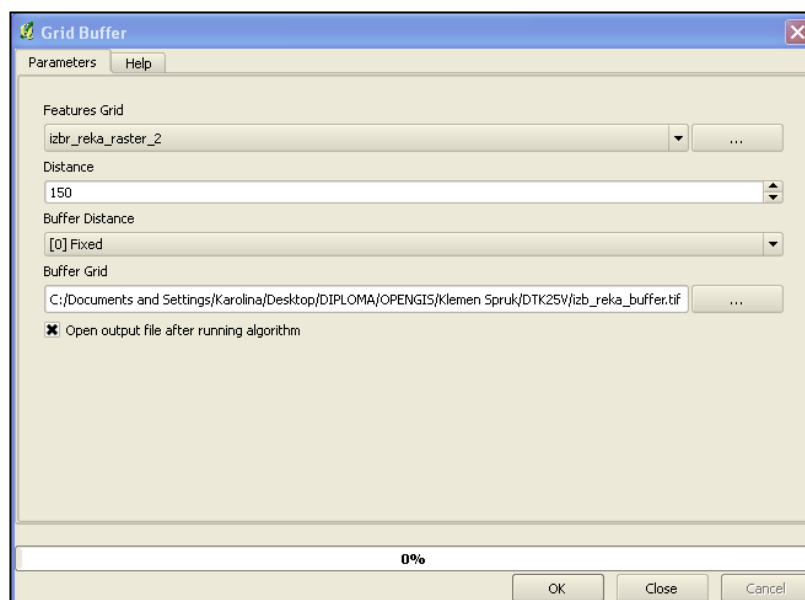 Grid Buffer
Parameters
Help
Features Grid
izbr_reka_raster_2
...
Distance
150
Buffer Distance
[0] Fixed
Buffer Grid
C:/Documents and Settings/Karolina/Desktop/DIPLOMA/OPENGIS/Klemen Spruk/DTK25V/izb_reka_buffer.tif
...
Open output file after running algorithm
0%
OK
Close
Cancel